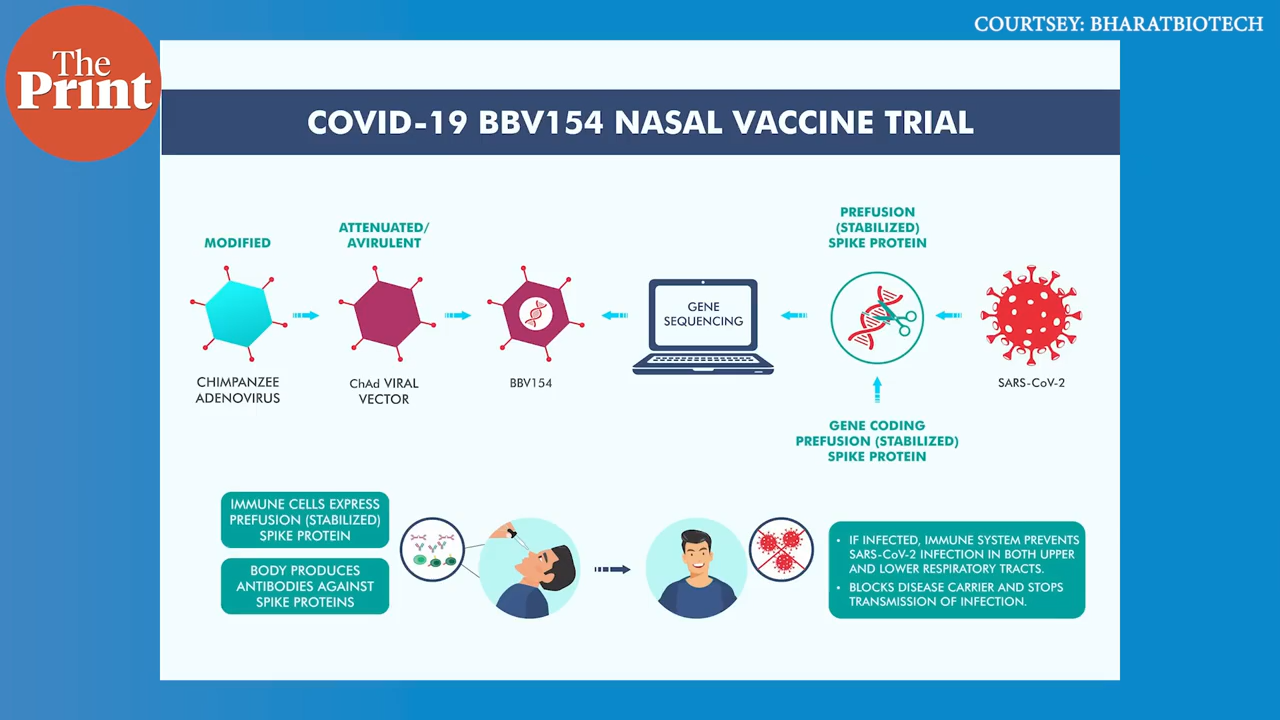 COURTSEY: BHARATBIOTECH
The
Print
COVID-19 BBV154 NASAL VACCINE TRIAL
MODIFIED
CHIMPANZEE
ADENOVIRUS
ATTENUATED/
AVIRULENT
ChAd VIRAL
VECTOR
BBV154
GENE
SEQUENCING
PREFUSION
(STABILIZED)
SPIKE PROTEIN
GENE CODING
PREFUSION (STABILIZED)
SPIKE PROTEIN
SARS-CoV-2
IMMUNE CELLS EXPRESS
PREFUSION (STABILIZED)
SPIKE PROTEIN
BODY PRODUCES
ANTIBODIES AGAINST
SPIKE PROTEINS
• IF INFECTED, IMMUNE SYSTEM PREVENTS
SARS-CoV-2 INFECTION IN BOTH UPPER
AND LOWER RESPIRATORY TRACTS.
• BLOCKS DISEASE CARRIER AND STOPS
TRANSMISSION OF INFECTION.